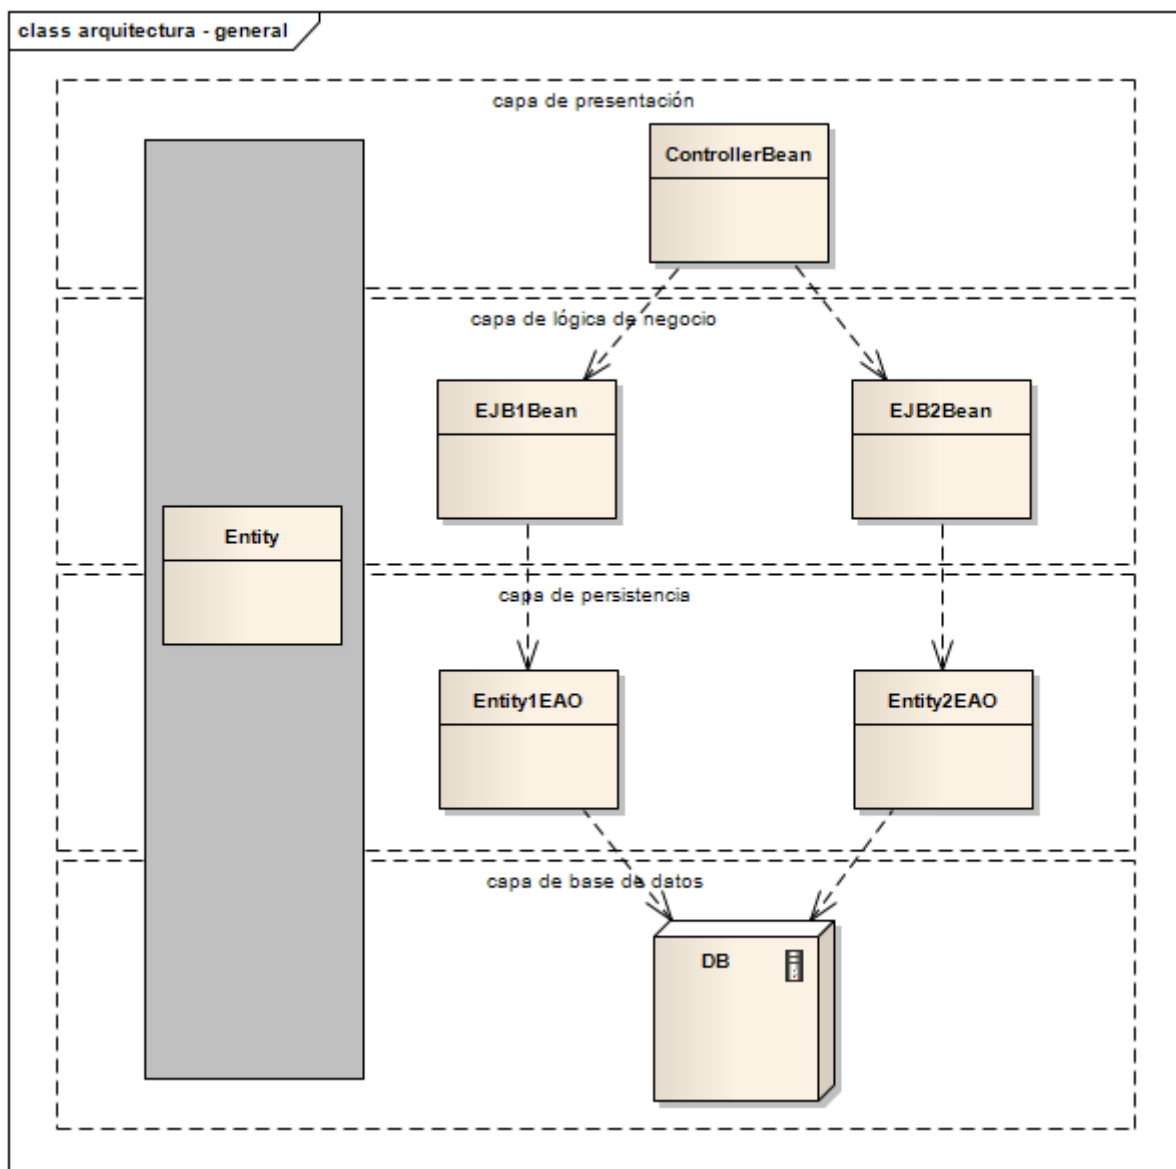 class arquitectura - general
capa de presentación
ControllerBean
capa de lógica de negocio
EJB1Bean
EJB2Bean
Entity
capa de persistencia
Entity1EAO
Entity2EAO
capa de base de datos
DB